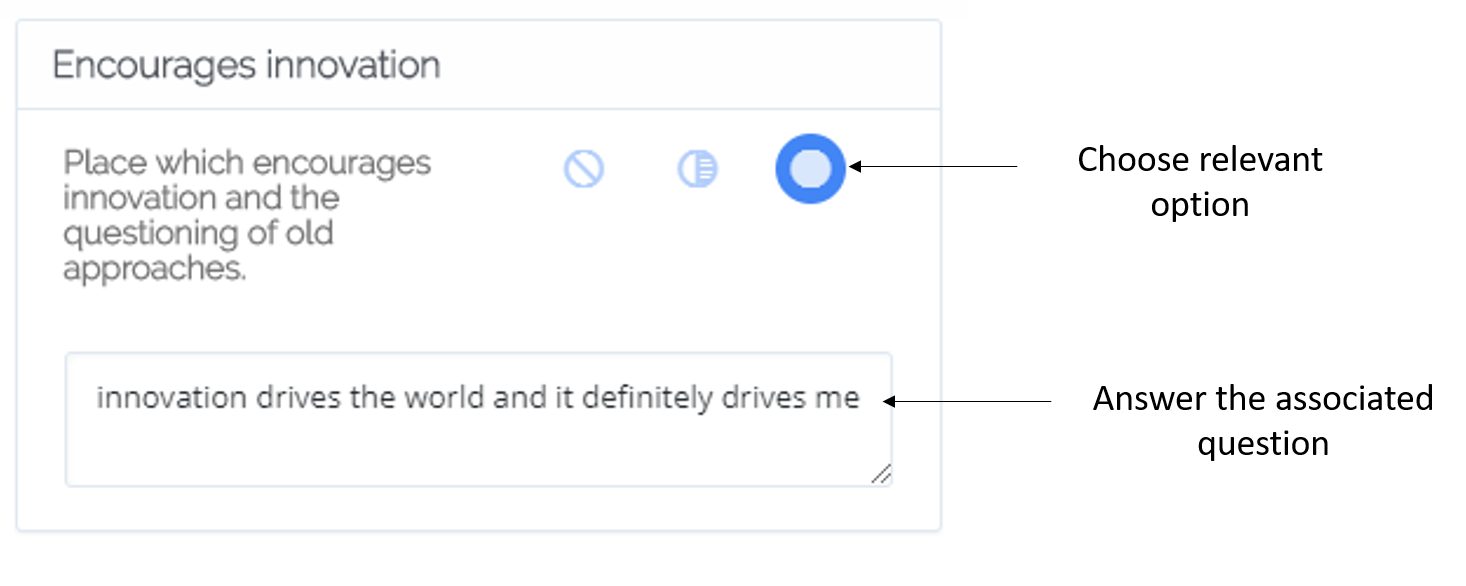 Encourages innovation
Place which encourages
innovation and the
questioning of old
approaches.
Choose relevant
option
innovation drives the world and it definitely drives me
Answer the associated
question